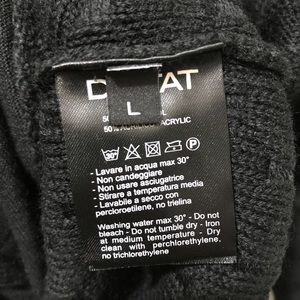 L
50% ACRILICO ACRYLIC
- Lavare in acqua max 30°
- Non candeggiare
- Non usare asciugatrice
- Stirare a temperatura media
- Lavabile a secco con
percloroetilene, no trielina
Washing water max 30° - Do not
bleach - Do not tumble dry - Iron
at medium temperature - Dry
clean with perchlorethylene,
no trichlorethylene